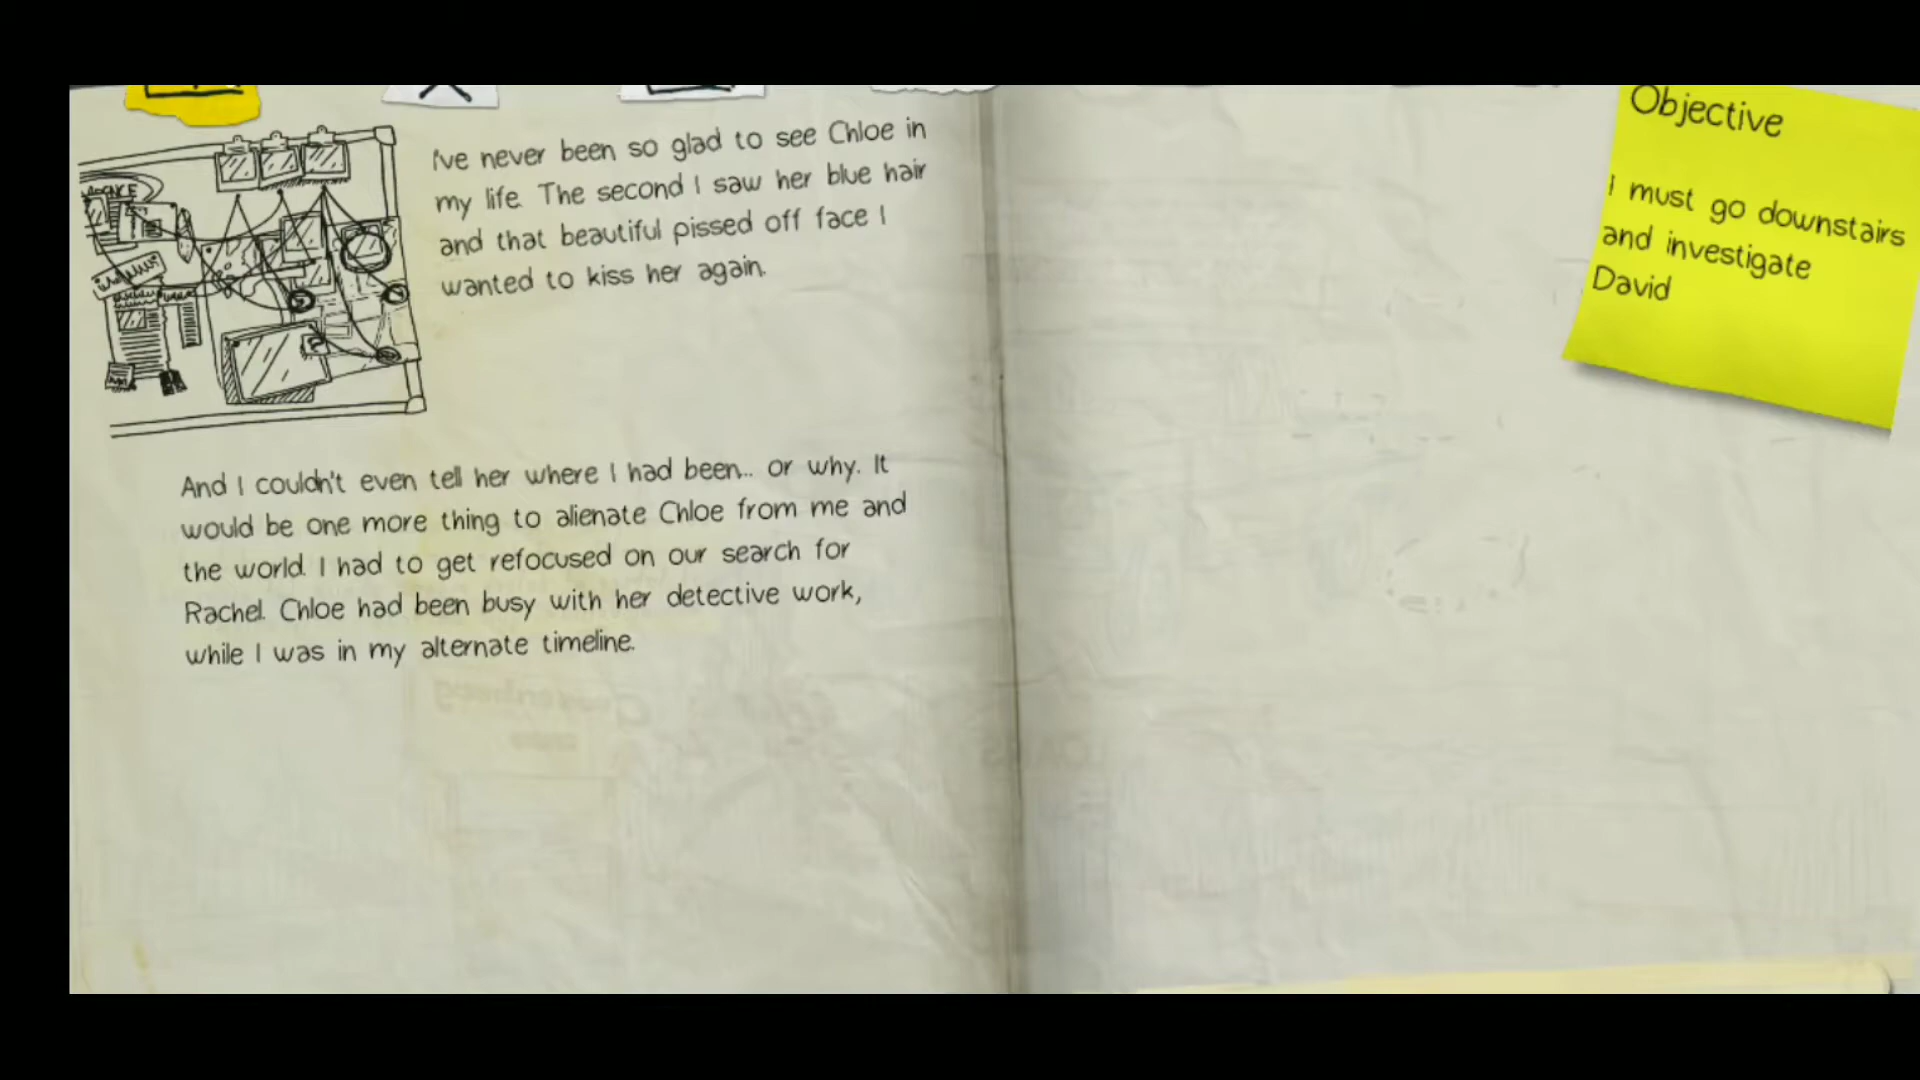 I've never been so glad to see Chloe in
my life. The second I saw her blue hair
and that beautiful pissed off face I
wanted to kiss her again.
And I couldn't even tell her where I had been... or why. It
would be one more thing to alienate Chloe from me and
the world. I had to get refocused on our search for
Rachel. Chloe had been busy with her detective work,
while I was in my alternate timeline.
Objective
I must go downstairs
and investigate
David